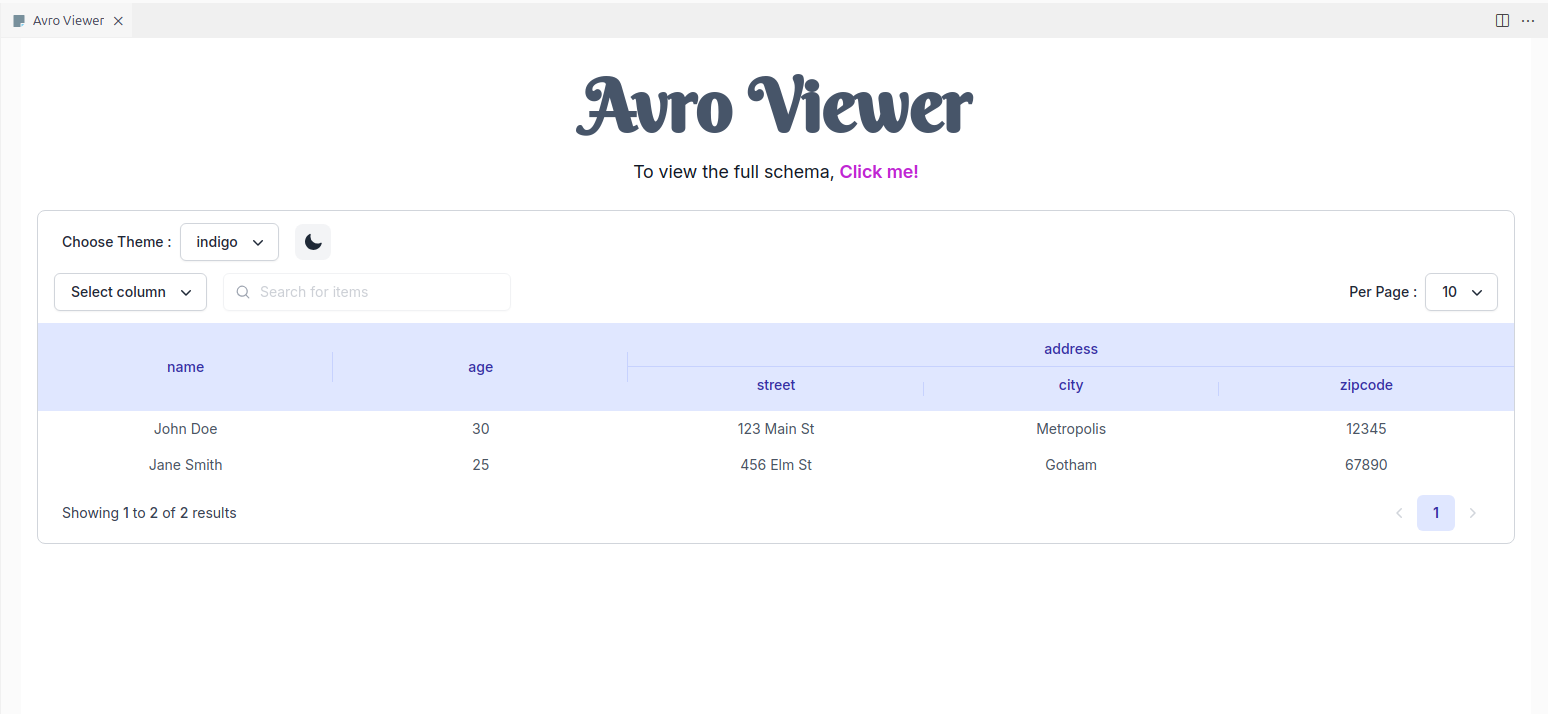 Avro Viewer
Avro Viewer
To view the full schema, Click me!
Choose Theme : indigo
Select column Search for items Per Page : 10
address
name age
street city zipcode
John Doe 30 123 Main St Metropolis 12345
Jane Smith 25 456 Elm St Gotham 67890
Showing 1 to 2 of 2 results 1